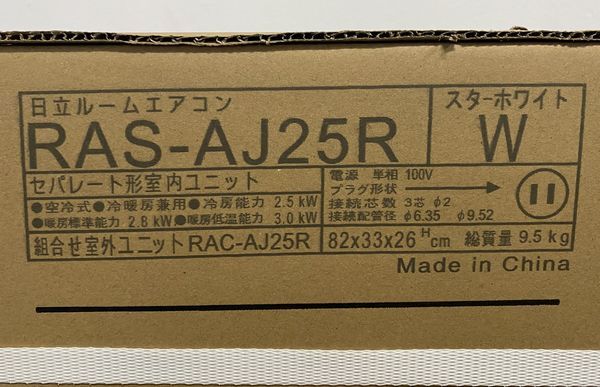 日立ルームエアコン
RAS-AJ25R
スターホワイト
W
セパレート形室内ユニット
●空冷式●冷暖房兼用●冷房能力 2.5 kW
●暖房標準能力 2.8 kW●暖房低温能力 3.0 kW
電源 単相 100V
プラグ形状
接続芯数 3芯 φ2
接続配管径 φ6.35 φ9.52
組合せ室外ユニット RAC-AJ25R
82x33x26Hcm 総質量 9.5 kg
Made in China